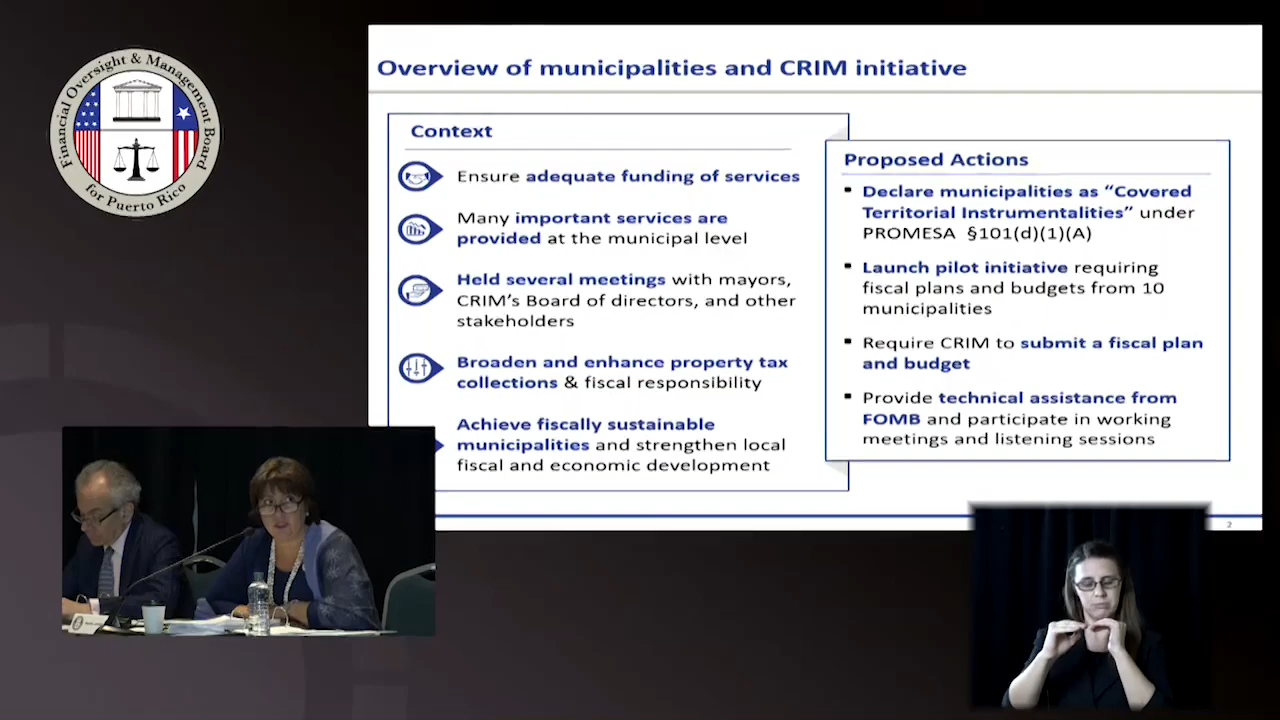 Financial Oversight & Management Board
for Puerto Rico
Overview of municipalities and CRIM initiative
Context
Ensure adequate funding of services
Many important services are
provided at the municipal level
Held several meetings with mayors,
CRIM's Board of directors, and other
stakeholders
Broaden and enhance property tax
collections & fiscal responsibility
Achieve fiscally sustainable
municipalities and strengthen local
fiscal and economic development
Proposed Actions
▪ Declare municipalities as “Covered
Territorial Instrumentalities” under
PROMESA §101(d)(1)(A)
▪ Launch pilot initiative requiring
fiscal plans and budgets from 10
municipalities
▪ Require CRIM to submit a fiscal plan
and budget
▪ Provide technical assistance from
FOMB and participate in working
meetings and listening sessions
2